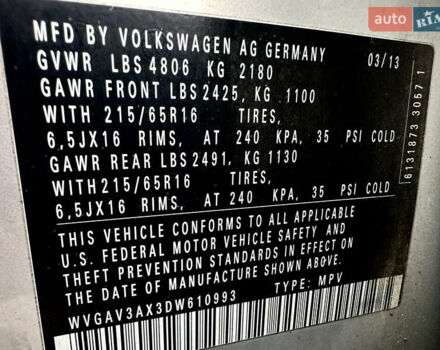 auto RIA
MFD BY VOLKSWAGEN AG GERMANY
GVWR LBS 4806 KG 2180 03/13
GAWR FRONT LBS 2425, KG 1100
WITH 215/65R16 TIRES,
6,5JX16 RIMS, AT 240 KPA, 35 PSI COLD
GAWR REAR LBS 2491, KG 1130
WITH 215/65R16 TIRES,
6,5JX16 RIMS, AT 240 KPA, 35 PSI COLD
THIS VEHICLE CONFORMS TO ALL APPLICABLE
U.S. FEDERAL MOTOR VEHICLE SAFETY AND
THEFT PREVENTION STANDARDS IN EFFECT ON
THE DATE OF MANUFACTURE SHOWN ABOVE.
WVGAV3AX3DW610993 TYPE: MPV
6131873 3057 1